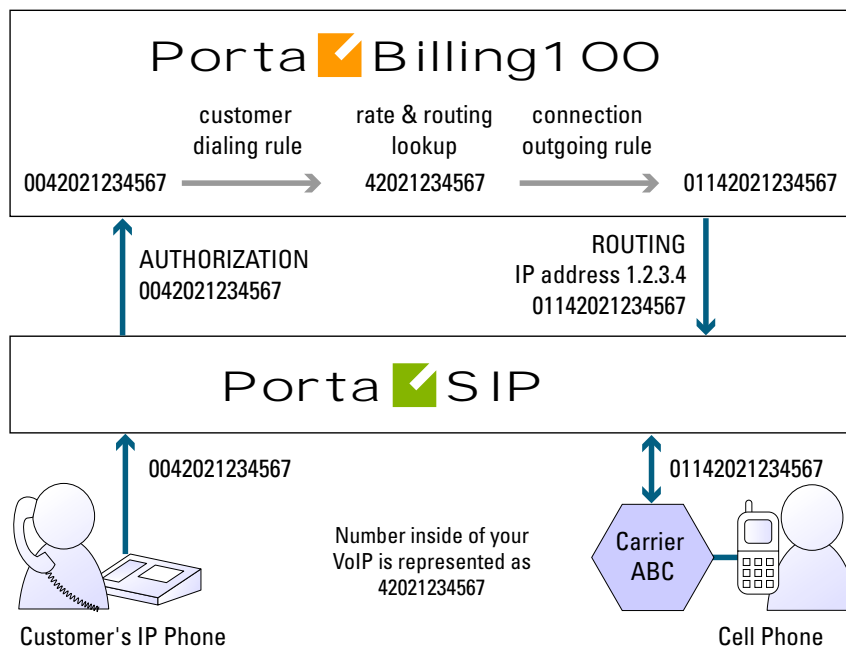 Porta Billing100
customer
dialing rule
rate & routing
lookup
connection
outgoing rule
0042021234567
42021234567
01142021234567
AUTHORIZATION
0042021234567
ROUTING
IP address 1.2.3.4
01142021234567
Porta SIP
0042021234567
01142021234567
Number inside of your
VoIP is represented as
42021234567
Carrier
ABC
Customer's IP Phone
Cell Phone